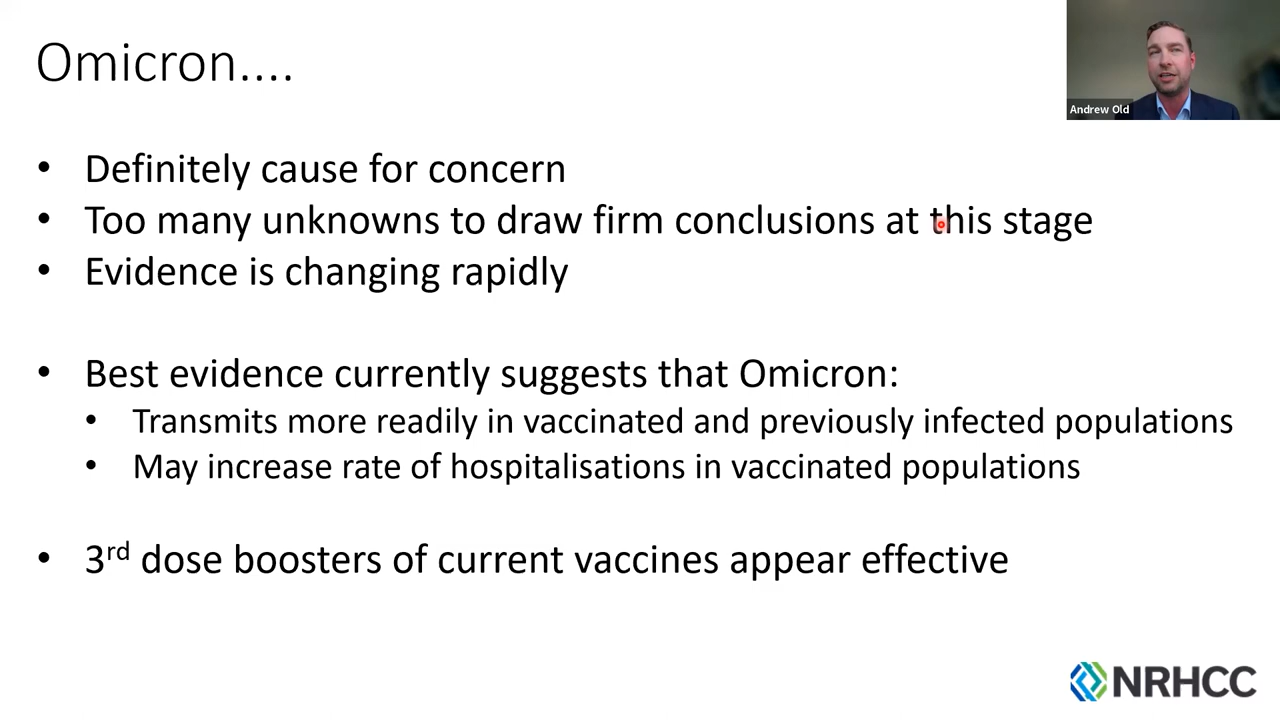 Omicron....
Andrew Old
• Definitely cause for concern
• Too many unknowns to draw firm conclusions at this stage
• Evidence is changing rapidly
• Best evidence currently suggests that Omicron:
• Transmits more readily in vaccinated and previously infected populations
• May increase rate of hospitalisations in vaccinated populations
• 3rd dose boosters of current vaccines appear effective
NRHCC